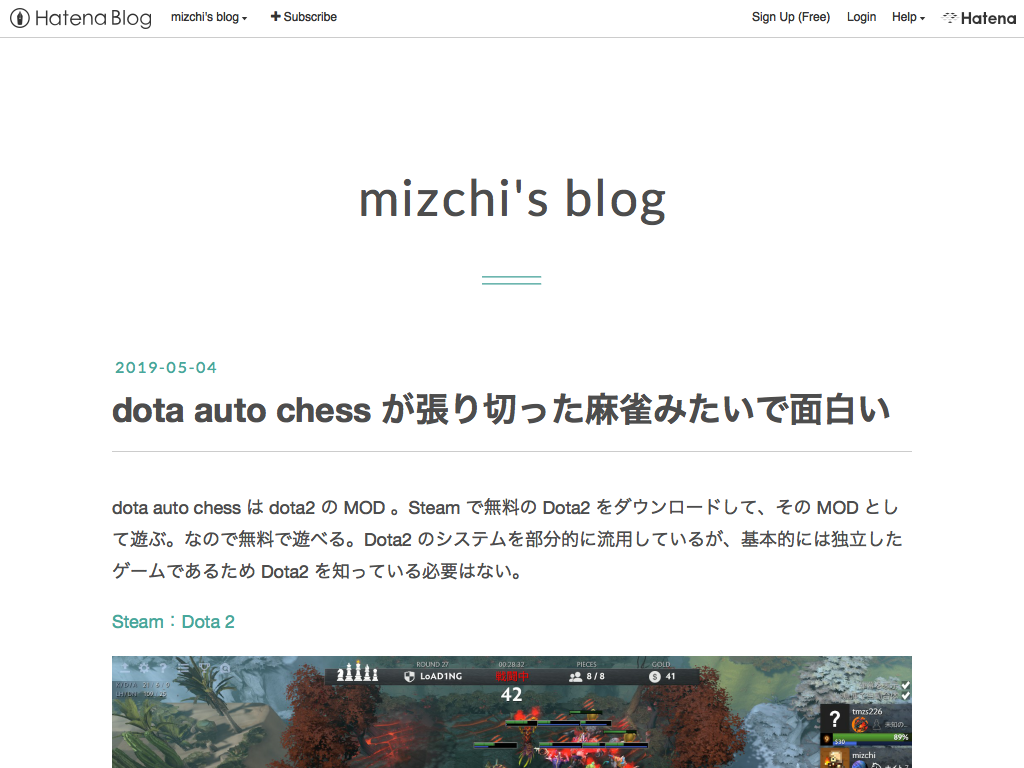 Hatena Blog
mizchi's blog
Subscribe
Sign Up (Free)
Login
Help
Hatena
mizchi's blog
2019-05-04
dota auto chess が張り切った麻雀みたいで面白い
dota auto chess は dota2 の MOD 。Steam で無料の Dota2 をダウンロードして、その MOD とし
て遊ぶ。なので無料で遊べる。Dota2 のシステムを部分的に流用しているが、基本的には独立した
ゲームであるため Dota2 を知っている必要はない。
Steam：Dota 2
ROUND 27
00:28:32
PIECES
GOLD
LoAD1NG
戦闘中
8 / 8
41
42
tmzs226
89%
mizchi